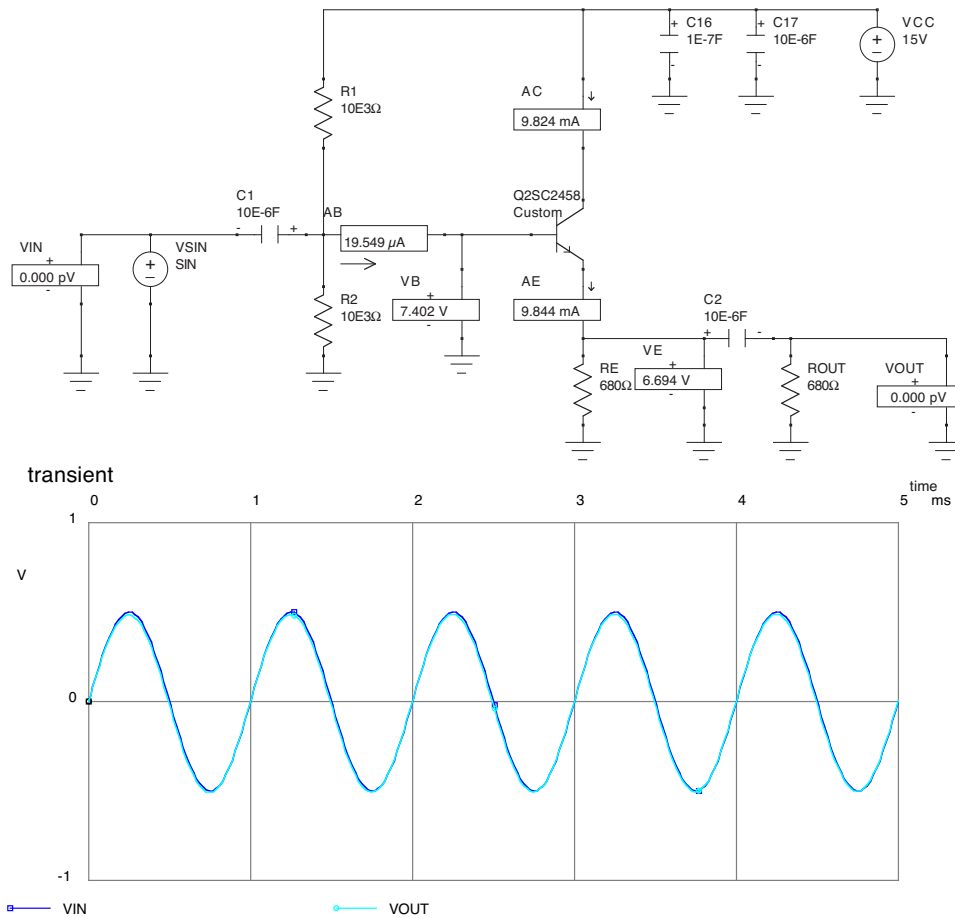 C16
1E-7F
C17
10E-6F
VCC
15V
+
-
+
-
+
-
R1
10E3Ω
AC
9.824 mA
Q2SC2458
Custom
C1
10E-6F
-
+
AB
19.549 µA
VIN
+
0.000 pV
-
VSIN
SIN
+
-
VB
+
7.402 V
-
R2
10E3Ω
AE
9.844 mA
C2
10E-6F
+
-
RE
680Ω
VE
+
6.694 V
-
ROUT
680Ω
VOUT
+
0.000 pV
-
transient
time
ms
0 1 2 3 4 5
1
V
0
-1
VIN
VOUT